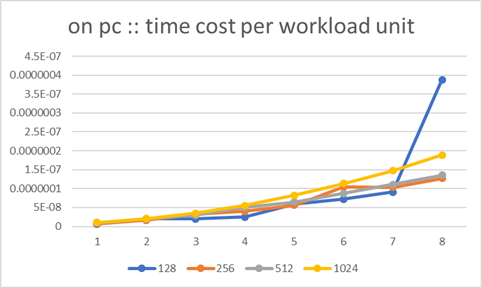 on pc :: time cost per workload unit
4.5E-07
0.0000004
3.5E-07
0.0000003
2.5E-07
0.0000002
1.5E-07
0.0000001
5E-08
0
1 2 3 4 5 6 7 8
128 256 512 1024